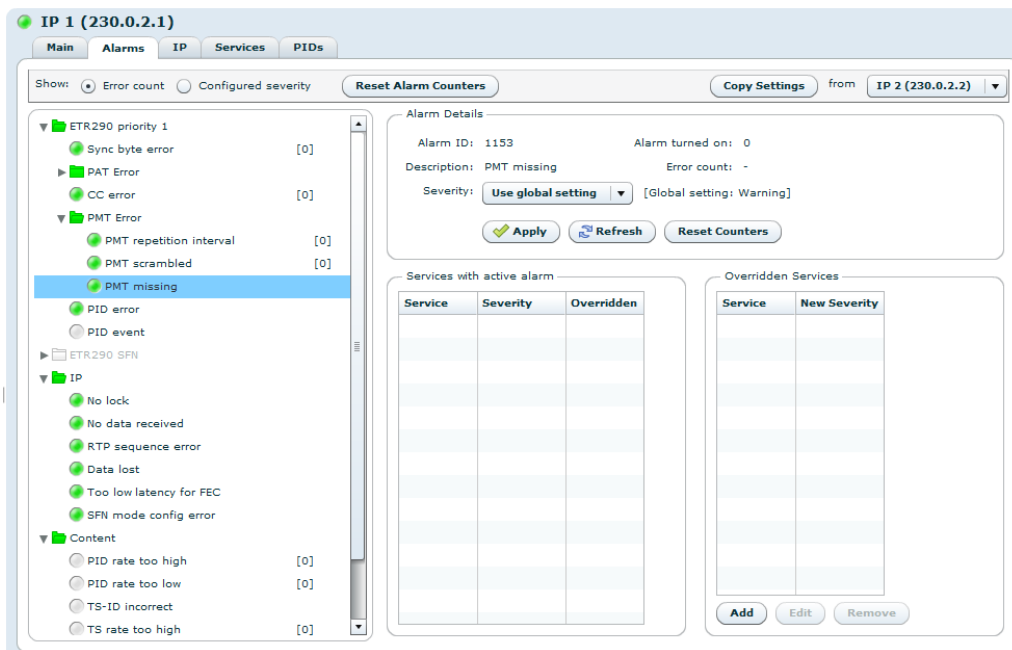 IP 1 (230.0.2.1)
Main Alarms IP Services PIDs
Show: Error count Configured severity Reset Alarm Counters Copy Settings from IP 2 (230.0.2.2)
ETR290 priority 1
Sync byte error [0]
PAT Error
CC error [0]
PMT Error
PMT repetition interval [0]
PMT scrambled [0]
PMT missing
PID error
PID event
ETR290 SFN
IP
No lock
No data received
RTP sequence error
Data lost
Too low latency for FEC
SFN mode config error
Content
PID rate too high [0]
PID rate too low [0]
TS-ID incorrect
TS rate too high [0]
Alarm Details
Alarm ID: 1153 Alarm turned on: 0
Description: PMT missing Error count: -
Severity: Use global setting [Global setting: Warning]
Apply Refresh Reset Counters
Services with active alarm
Service Severity Overridden
Overridden Services
Service New Severity
Add Edit Remove